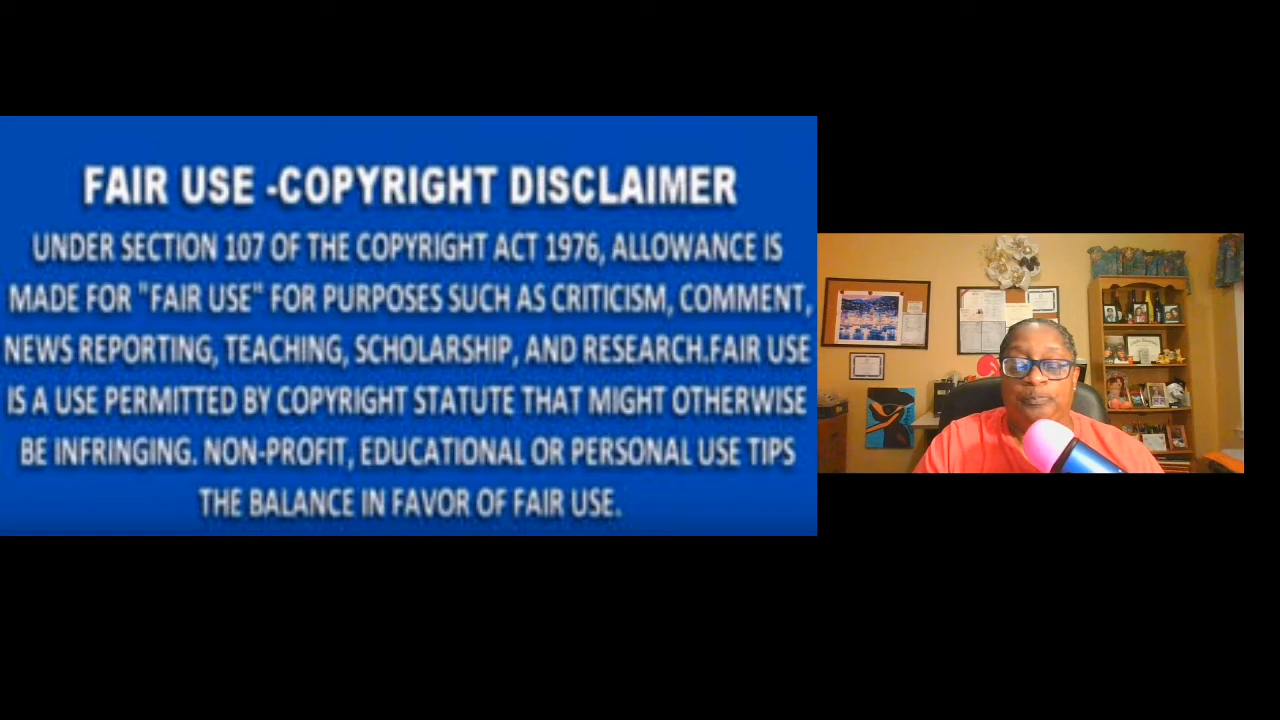 FAIR USE -COPYRIGHT DISCLAIMER
UNDER SECTION 107 OF THE COPYRIGHT ACT 1976, ALLOWANCE IS
MADE FOR "FAIR USE" FOR PURPOSES SUCH AS CRITICISM, COMMENT,
NEWS REPORTING, TEACHING, SCHOLARSHIP, AND RESEARCH.FAIR USE
IS A USE PERMITTED BY COPYRIGHT STATUTE THAT MIGHT OTHERWISE
BE INFRINGING. NON-PROFIT, EDUCATIONAL OR PERSONAL USE TIPS
THE BALANCE IN FAVOR OF FAIR USE.